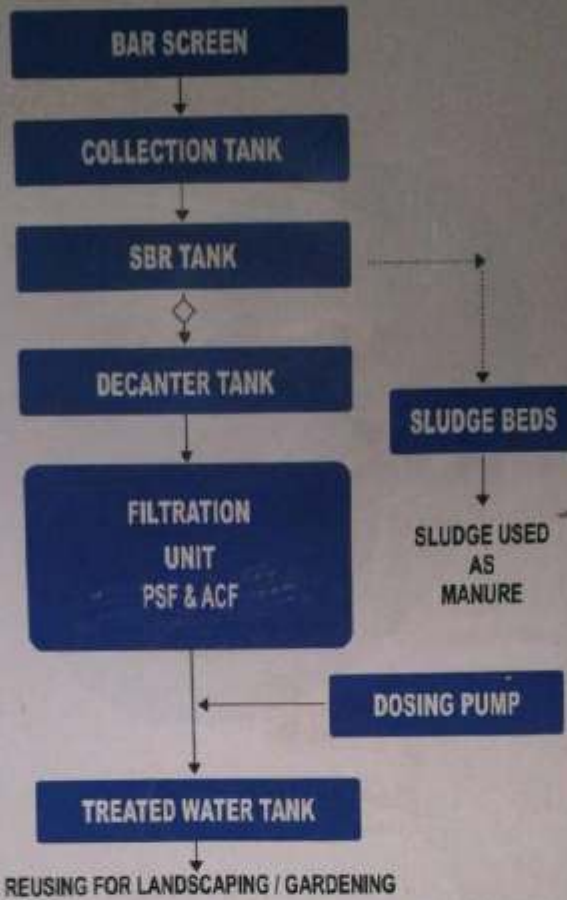 BAR SCREEN
COLLECTION TANK
SBR TANK
DECANTER TANK
SLUDGE BEDS
FILTRATION
UNIT
PSF & ACF
SLUDGE USED
AS
MANURE
DOSING PUMP
TREATED WATER TANK
REUSING FOR LANDSCAPING / GARDENING